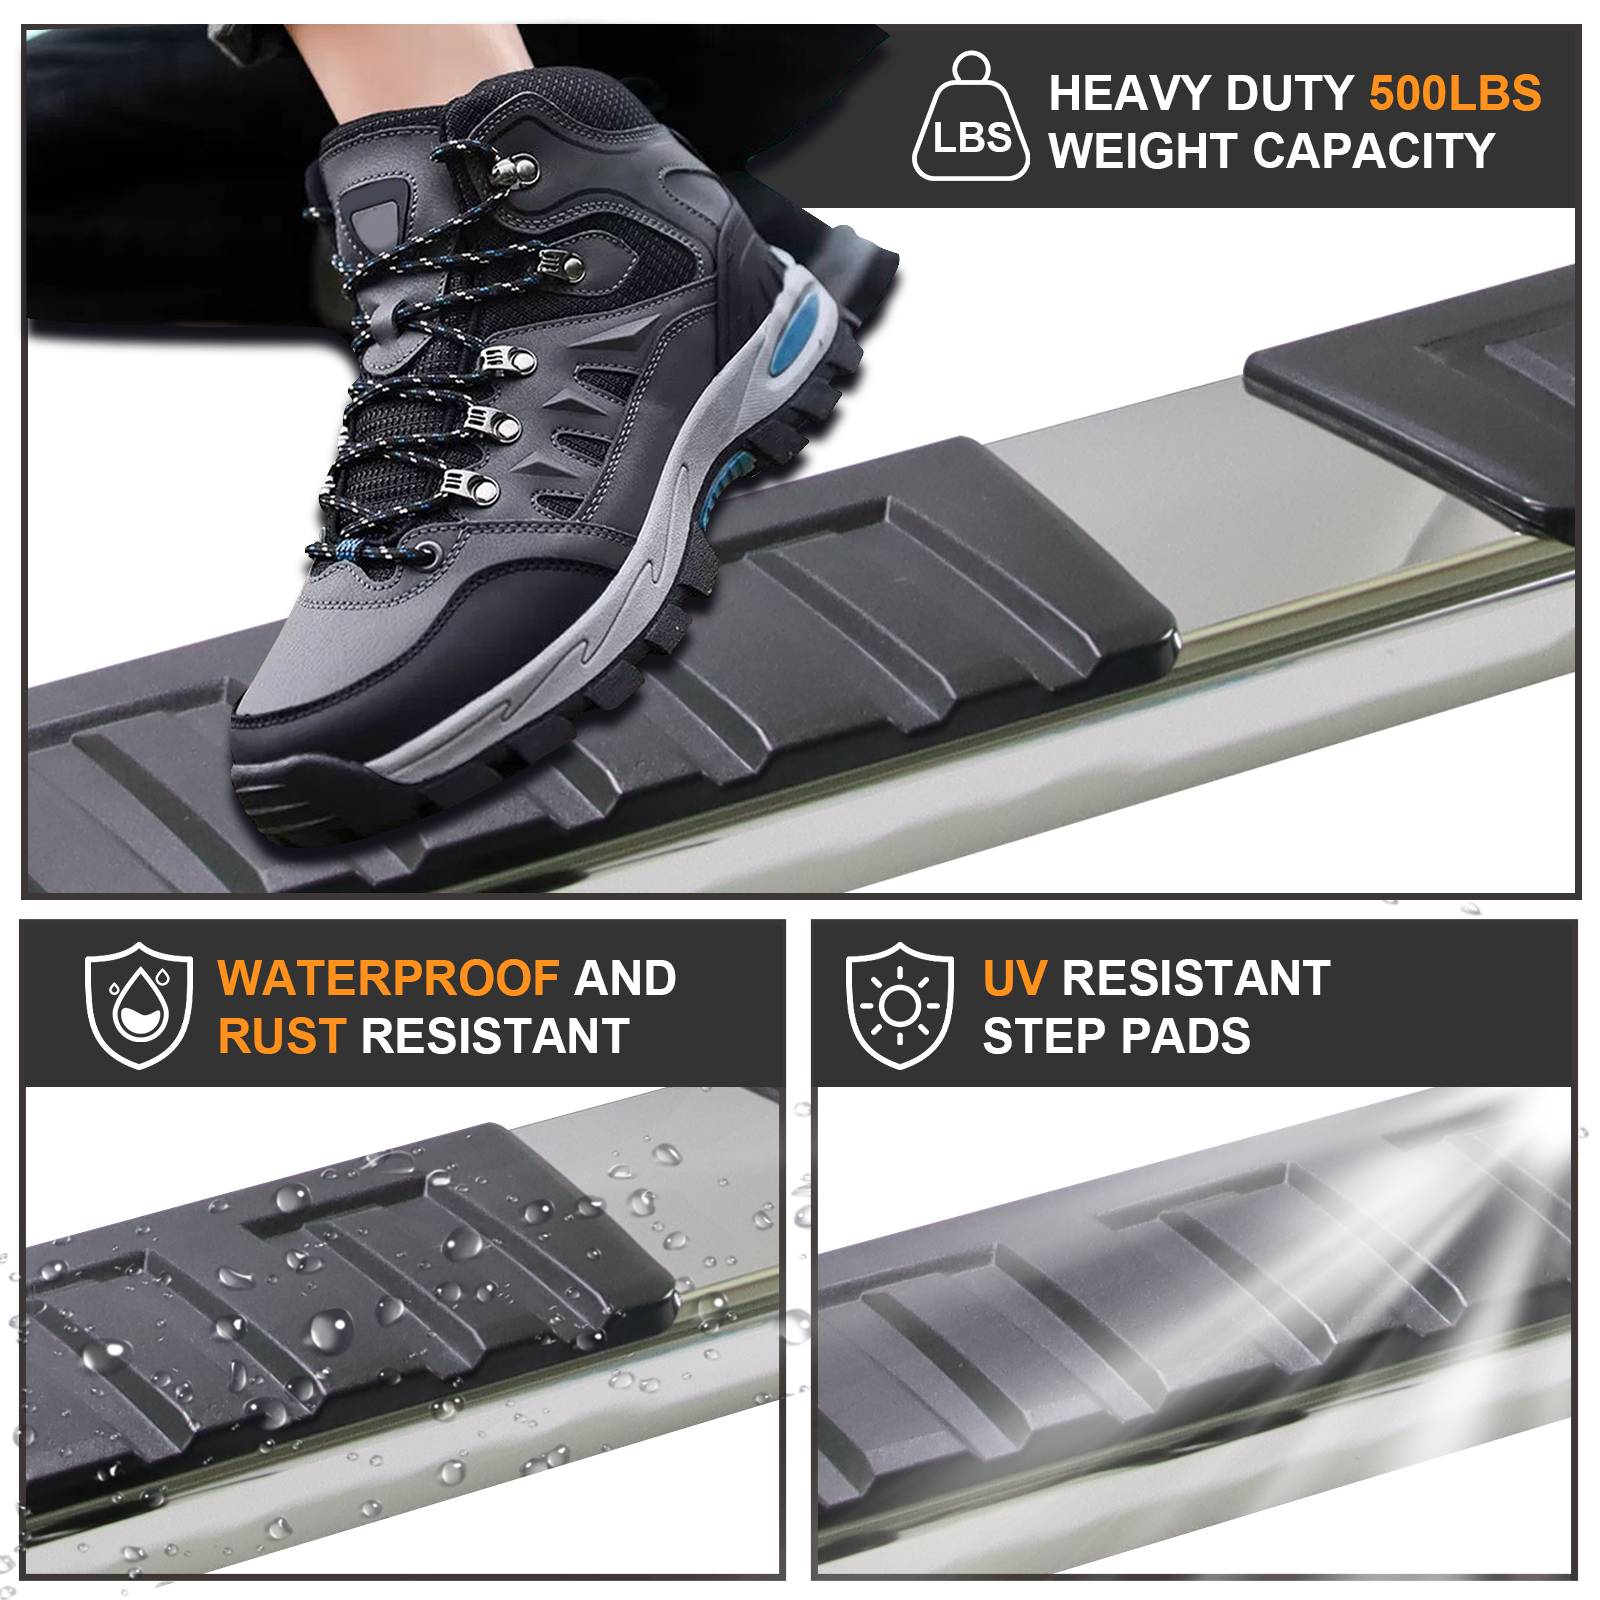 LBS
HEAVY DUTY 500LBS
WEIGHT CAPACITY
WATERPROOF AND
RUST RESISTANT
UV RESISTANT
STEP PADS